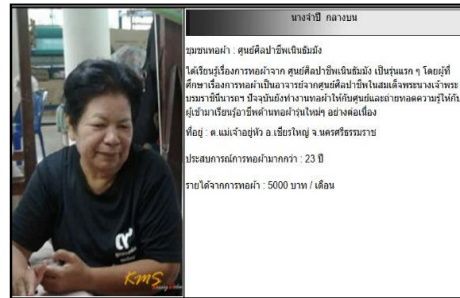 นางจำปี กลางบน
ชุมชนทอผ้า : ศูนย์ศิลปาชีพเนินธัมมัง
ได้เรียนรู้เรื่องการทอผ้าจาก ศูนย์ศิลปาชีพเนินธัมมัง เป็นรุ่นแรก ๆ โดยผู้ที่
ศึกษาเรื่องการทอผ้าเป็นอาจารย์จากศูนย์ศิลปาชีพในสมเด็จพระนางเจ้าพระ
บรมราชินีนารถฯ ปัจจุบันยังทำงานทอผ้าให้กับศูนย์และถ่ายทอดความรู้ให้กับ
ผู้เข้ามาเรียนรู้อาชีพด้านทอผ้ารุ่นใหม่ๆ อย่างต่อเนื่อง
ที่อยู่ : ต.แม่เจ้าอยู่หัว อ.เชียรใหญ่ จ.นครศรีธรรมราช
ประสบการณ์การทอผ้ามากกว่า : 23 ปี
รายได้จากการทอผ้า : 5000 บาท / เดือน
KMS